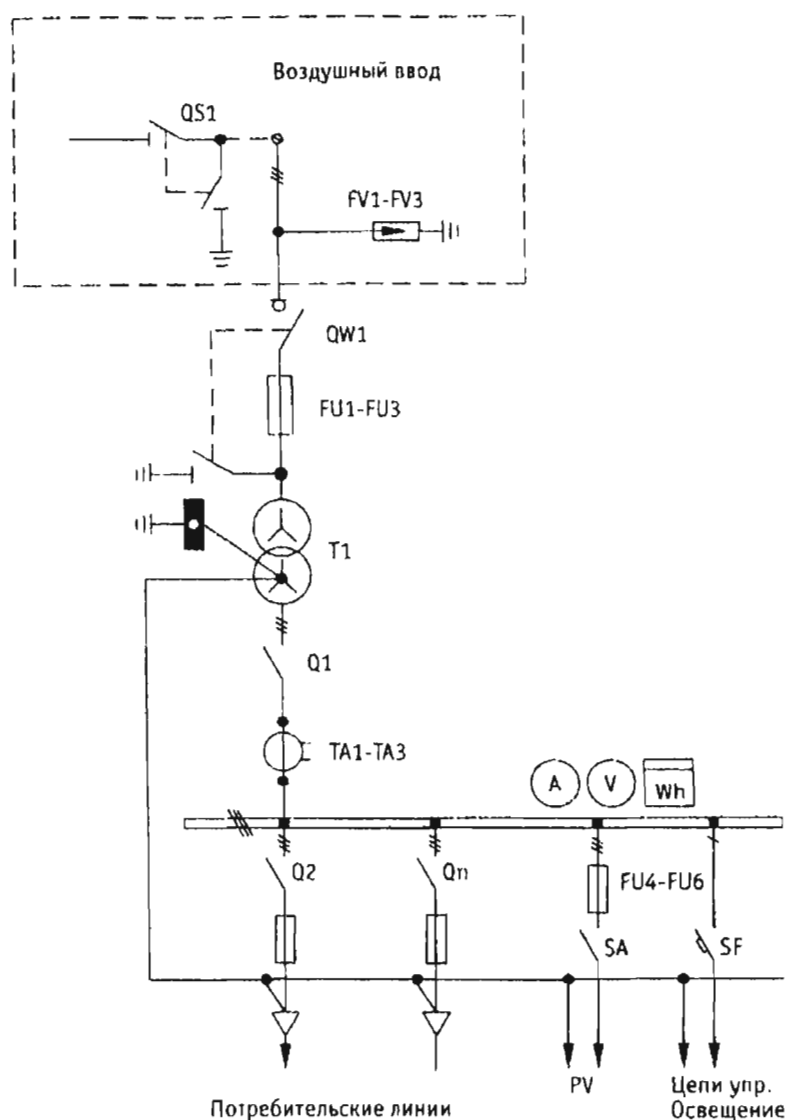 Воздушный ввод
QS1
FV1-FV3
QW1
FU1-FU3
T1
Q1
TA1-TA3
A
V
Wh
Q2
Qn
FU4-FU6
SA
SF
PV
Цепи упр.
Освещение
Потребительские линии